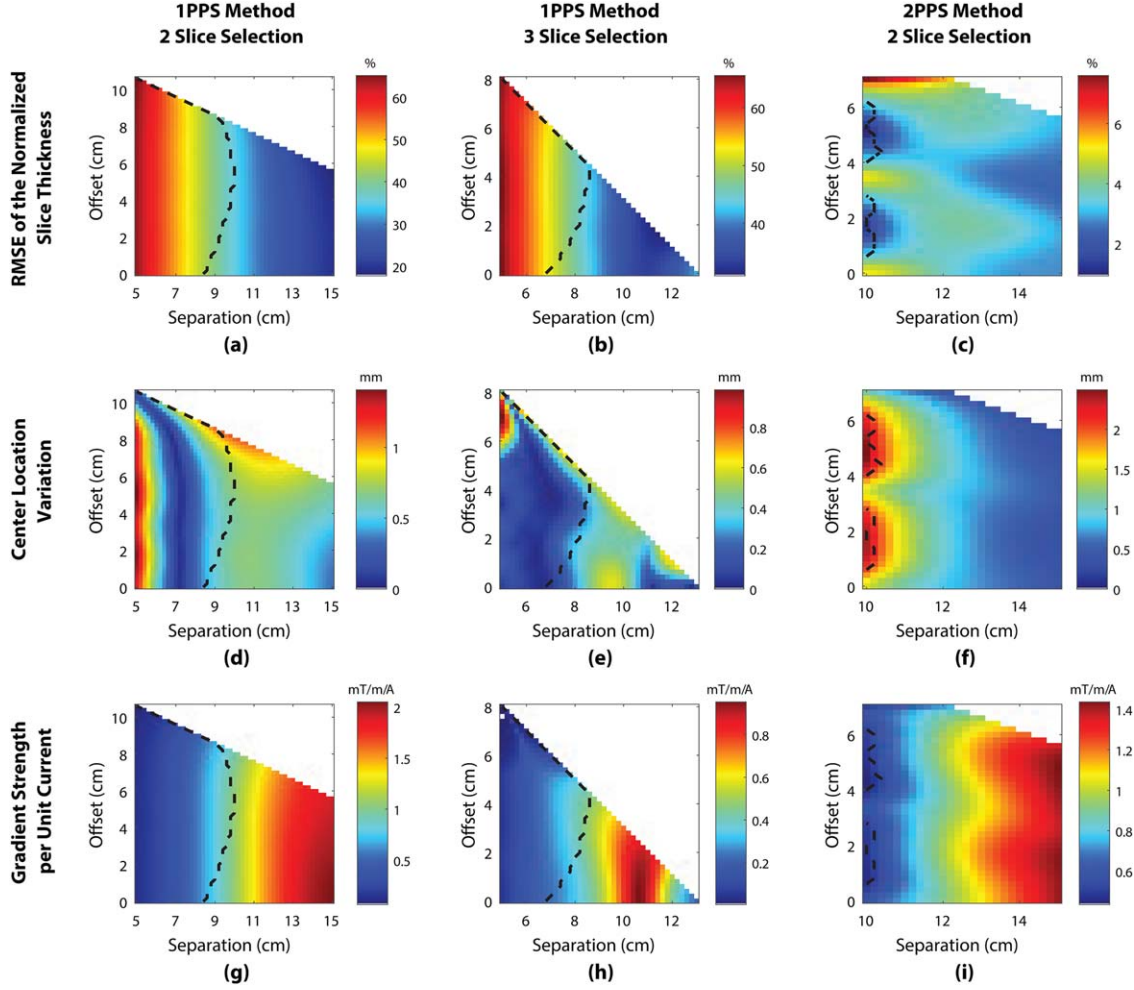 1PPS Method
2 Slice Selection
1PPS Method
3 Slice Selection
2PPS Method
2 Slice Selection
RMSE of the Normalized
Slice Thickness
%
60
50
40
30
20
10
8
6
4
2
0
Offset (cm)
5 7 9 11 13 15
Separation (cm)
(a)
%
60
50
40
8
6
4
2
0
Offset (cm)
6 8 10 12
Separation (cm)
(b)
%
6
4
2
6
4
2
0
Offset (cm)
10 12 14
Separation (cm)
(c)
Center Location
Variation
mm
1
0.5
0
10
8
6
4
2
0
Offset (cm)
5 7 9 11 13 15
Separation (cm)
(d)
mm
0.8
0.6
0.4
0.2
0
8
6
4
2
0
Offset (cm)
6 8 10 12
Separation (cm)
(e)
mm
2
1.5
1
0.5
0
6
4
2
0
Offset (cm)
10 12 14
Separation (cm)
(f)
Gradient Strength
per Unit Current
mT/m/A
2
1.5
1
0.5
10
8
6
4
2
0
Offset (cm)
5 7 9 11 13 15
Separation (cm)
(g)
mT/m/A
0.8
0.6
0.4
0.2
8
6
4
2
0
Offset (cm)
6 8 10 12
Separation (cm)
(h)
mT/m/A
1.4
1.2
1
0.8
0.6
6
4
2
0
Offset (cm)
10 12 14
Separation (cm)
(i)